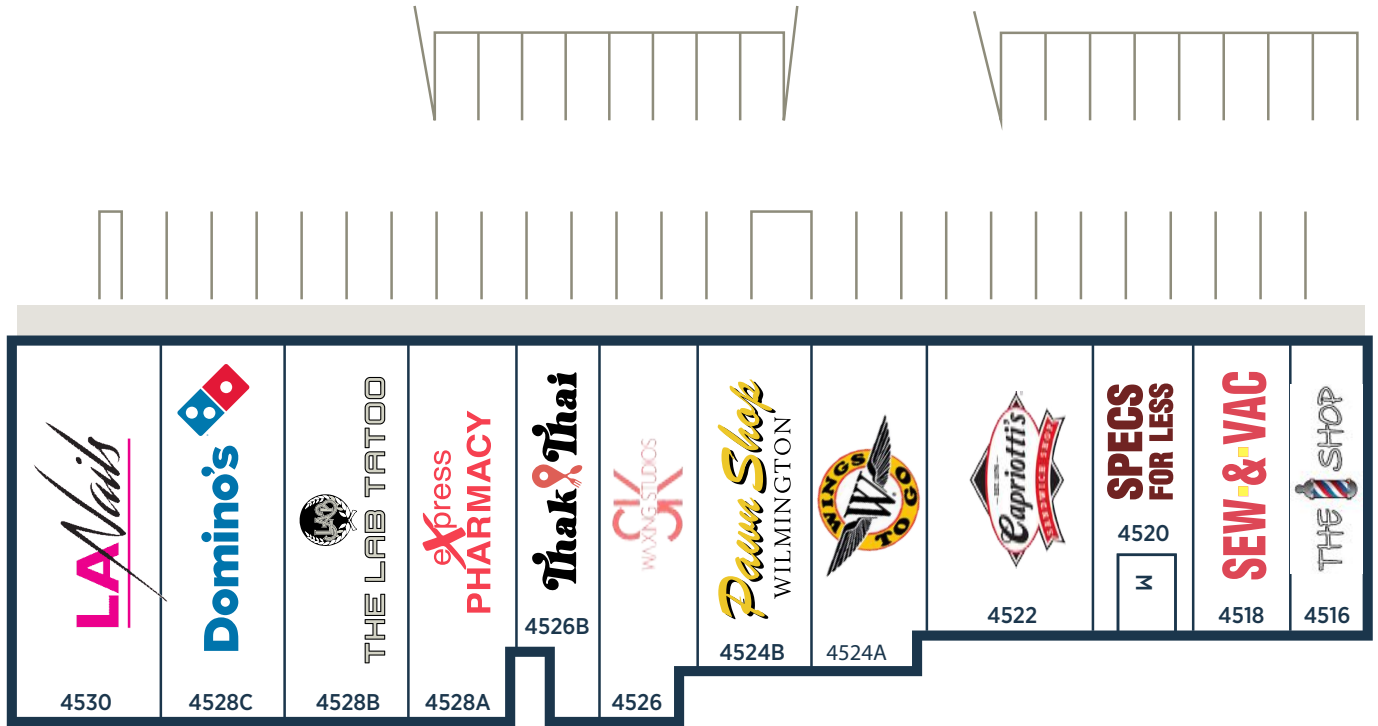 LA Nails
4530
Domino's
4528C
LAB
THE LAB TATOO
4528B
eXpress
PHARMACY
4528A
Thak Thai
4526B
GK
WAXING STUDIOS
4526
Pawn Shop
WILMINGTON
4524B
WINGS
W
TO GO
4524A
Capriotti's
SANDWICH SHOP
4522
SPECS
FOR LESS
4520
M
SEW & VAC
4518
THE SHOP
4516